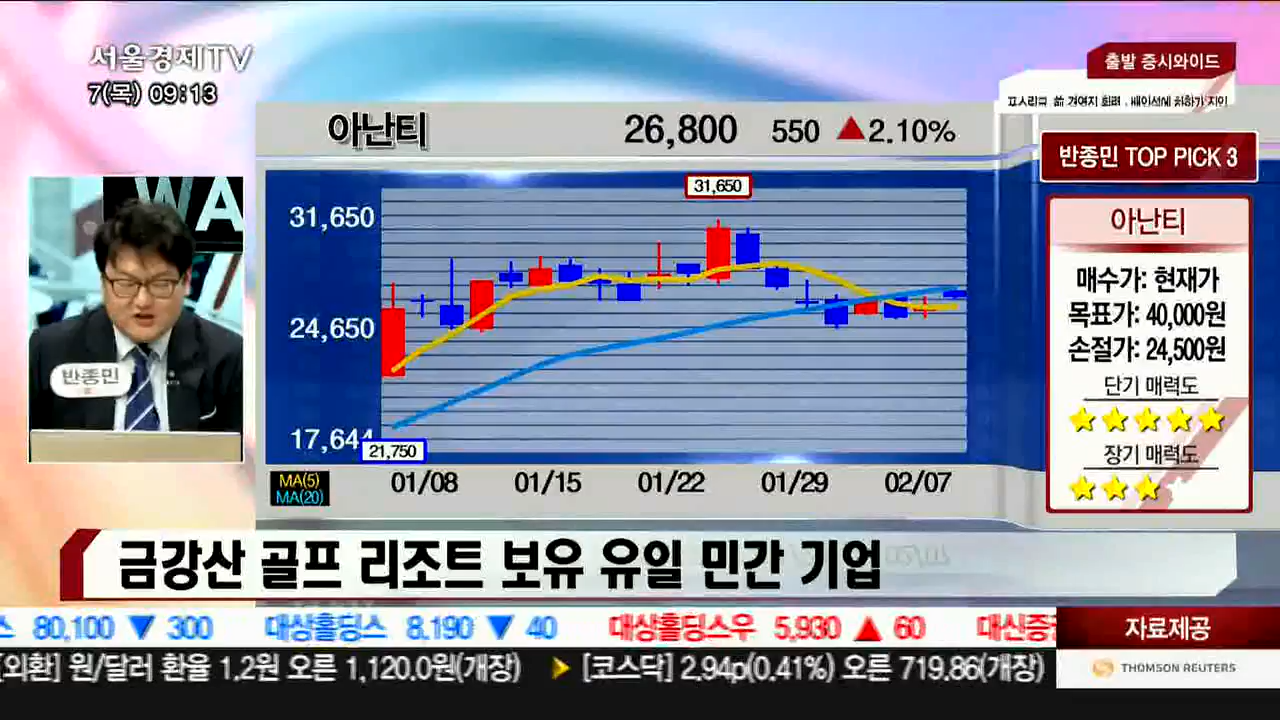 서울경제TV
7(목) 09:13
출발 증시와이드
아난티 26,800 550 ▲2.10%
반종민 TOP PICK 3
WA
31,650
31,650
24,650
17,644
21,750
MA(5)
MA(20)
01/08 01/15 01/22 01/29 02/07
반종민
아난티
매수가: 현재가
목표가: 40,000원
손절가: 24,500원
단기 매력도
★★★★★
장기 매력도
★★★
금강산 골프 리조트 보유 유일 민간 기업
스 80,100 ▼ 300 대상홀딩스 8,190 ▼ 40 대상홀딩스우 5,930 ▲ 60 대신증
자료제공
[외환] 원/달러 환율 1.2원 오른 1,120.0원(개장) [코스닥] 2.94p(0.41%) 오른 719.86(개장)
THOMSON REUTERS